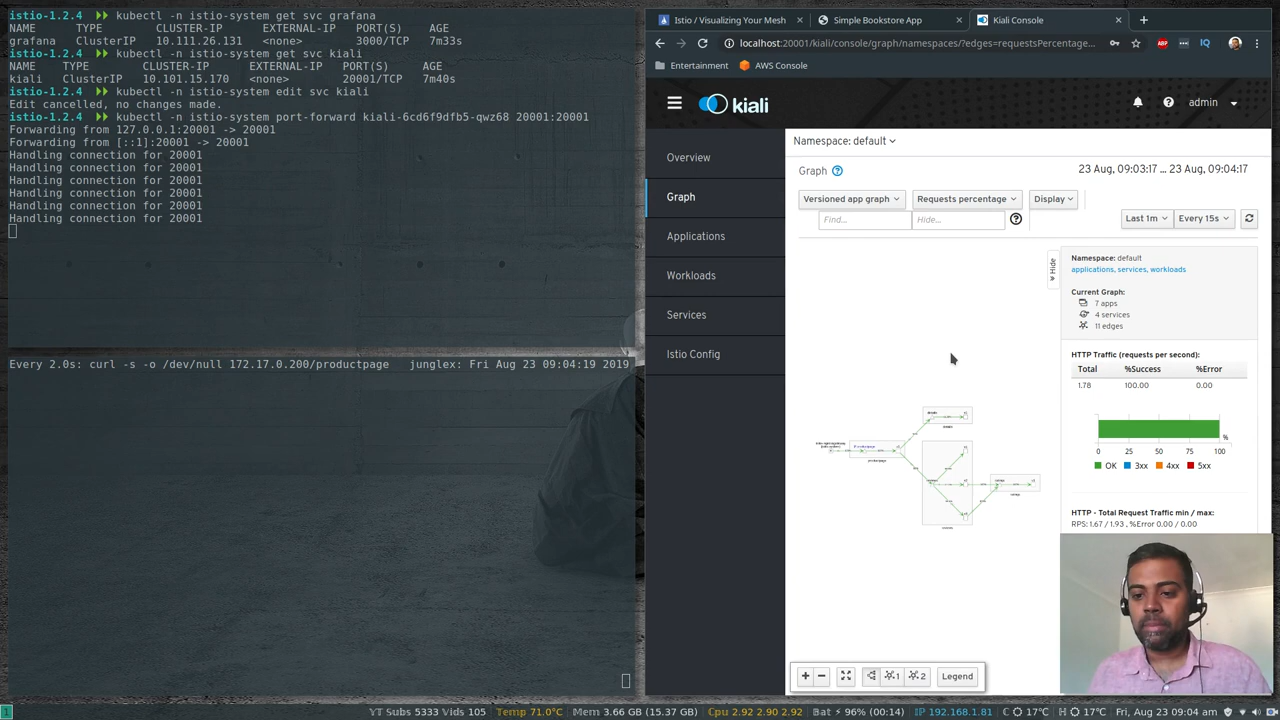 istio-1.2.4 kubectl -n istio-system get svc grafana
NAME TYPE CLUSTER-IP EXTERNAL-IP PORT(S) AGE
grafana ClusterIP 10.111.26.131 <none> 3000/TCP 7m33s
istio-1.2.4 kubectl -n istio-system get svc kiali
NAME TYPE CLUSTER-IP EXTERNAL-IP PORT(S) AGE
kiali ClusterIP 10.101.15.170 <none> 20001/TCP 7m40s
istio-1.2.4 kubectl -n istio-system edit svc kiali
Edit cancelled, no changes made.
istio-1.2.4 kubectl -n istio-system port-forward kiali-6cd6f9dfb5-qwz68 20001:20001
Forwarding from 127.0.0.1:20001 -> 20001
Forwarding from [::1]:20001 -> 20001
Handling connection for 20001
Handling connection for 20001
Handling connection for 20001
Handling connection for 20001
Handling connection for 20001
Handling connection for 20001
Every 2.0s: curl -s -o /dev/null 172.17.0.200/productpage junglex: Fri Aug 23 09:04:19 2019
Istio / Visualizing Your Mesh
Simple Bookstore App
Kiali Console
localhost:20001/kiali/console/graph/namespaces/?edges=requestsPercentage...
ABP
IQ
Entertainment
AWS Console
kiali
admin
Overview
Graph
Applications
Workloads
Services
Istio Config
Namespace: default
Graph
23 Aug, 09:03:17 ... 23 Aug, 09:04:17
Versioned app graph
Requests percentage
Display
Find...
Hide...
Last 1m
Every 15s
Hide
Namespace: default
applications, services, workloads
Current Graph:
7 apps
4 services
11 edges
HTTP Traffic (requests per second):
Total %Success %Error
1.78 100.00 0.00
%
0 25 50 75 100
OK 3xx 4xx 5xx
HTTP - Total Request Traffic min / max:
RPS: 1.67 / 1.93 , %Error 0.00 / 0.00
1
2
Legend
1
YT Subs 5333 Vids 105
Temp 71.0°C
Mem 3.66 GB (15.37 GB)
Cpu 2.92 2.90 2.92
Bat 96% (00:14)
IP 192.168.1.81
C 17°C
H 17°C
Fri, Aug 23, 09:04 am